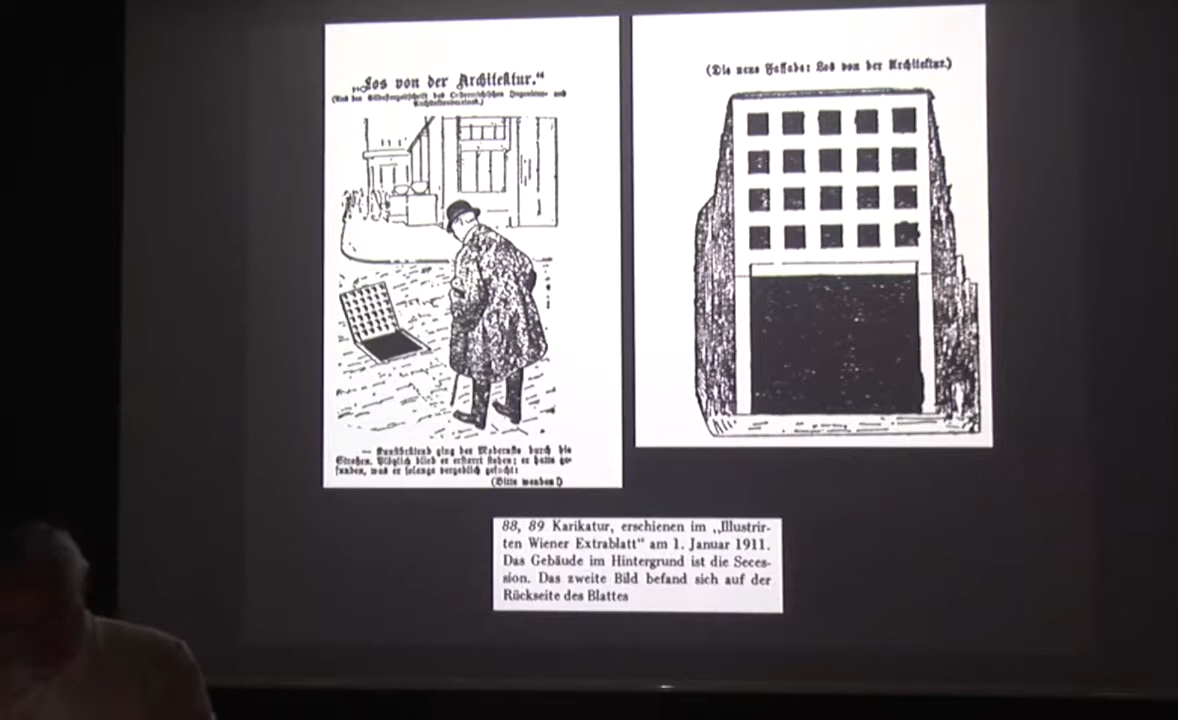 „Los von der Architektur.“
(Aus der Silvesterzeitschrift des Österreichischen Ingenieur- und
Architektenvereines.)
— ging der Modernste durch die
Straßen. Plötzlich blieb er erstarrt stehen; er hatte ge-
funden, was er solange vergeblich gesucht:
(Bitte wenden!)
(Die neue Fassade: Los von der Architektur.)
88, 89 Karikatur, erschienen im „Illustrir-
ten Wiener Extrablatt“ am 1. Januar 1911.
Das Gebäude im Hintergrund ist die Seces-
sion. Das zweite Bild befand sich auf der
Rückseite des Blattes